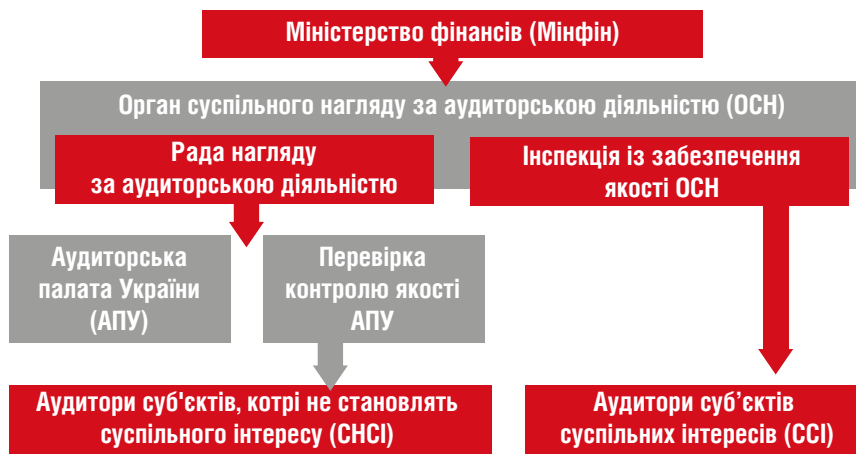 Міністерство фінансів (Мінфін)
Орган суспільного нагляду за аудиторською діяльністю (ОСН)
Рада нагляду
за аудиторською діяльністю
Інспекція із забезпечення
якості ОСН
Аудиторська
палата України
(АПУ)
Перевірка
контролю якості
АПУ
Аудитори суб'єктів, котрі не становлять
суспільного інтересу (СНСІ)
Аудитори суб’єктів
суспільних інтересів (ССІ)